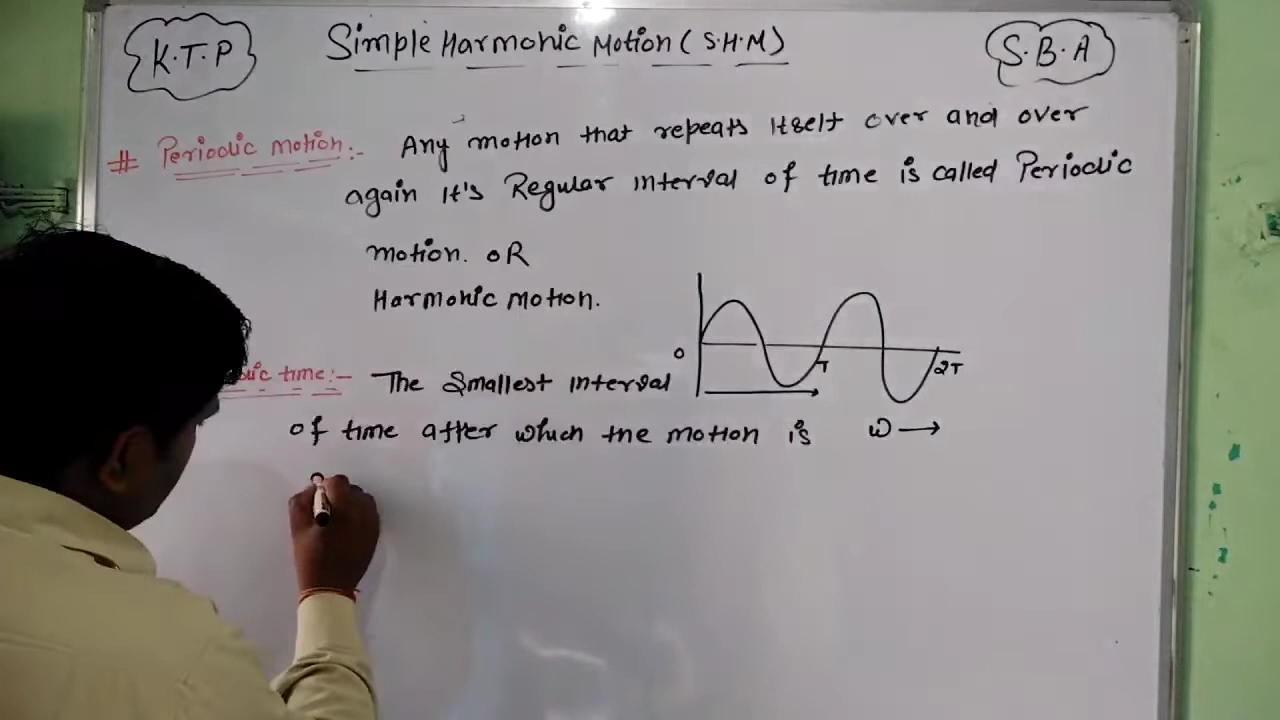 K.T.P
Simple Harmonic Motion (S.H.M)
S.B.A
# Periodic motion:- Any motion that repeats itself over and over
again it's Regular interval of time is called Periodic
motion. OR
Harmonic motion.
O T 2T
time:- The Smallest interval
of time after which the motion is
ω →